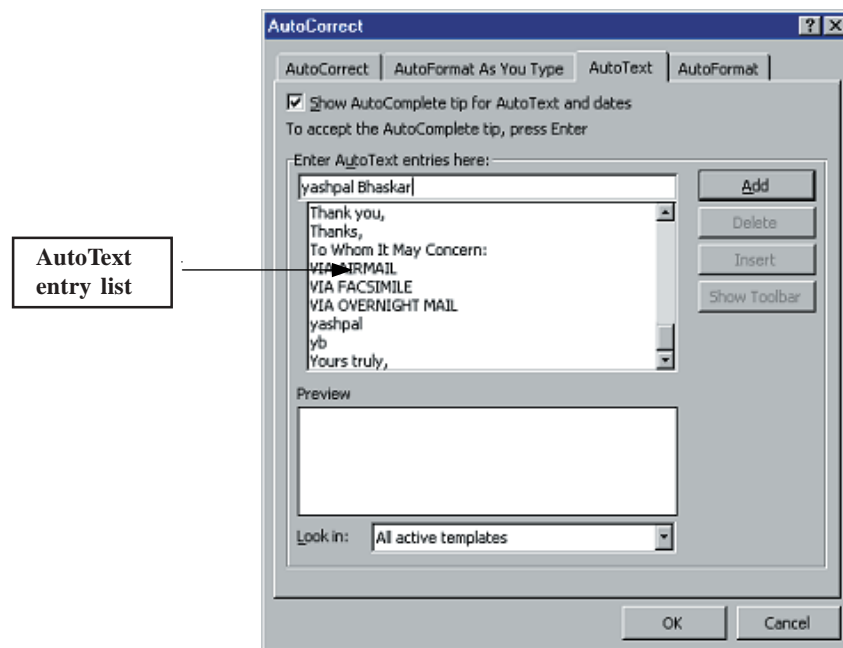 AutoCorrect
AutoCorrect AutoFormat As You Type AutoText AutoFormat
Show AutoComplete tip for AutoText and dates
To accept the AutoComplete tip, press Enter
Enter AutoText entries here:
yashpal Bhaskar
Add
Thank you,
Thanks,
To Whom It May Concern:
VIA AIRMAIL
VIA FACSIMILE
VIA OVERNIGHT MAIL
yashpal
yb
Yours truly,
Delete
Insert
Show Toolbar
AutoText
entry list
Preview
Look in: All active templates
OK Cancel